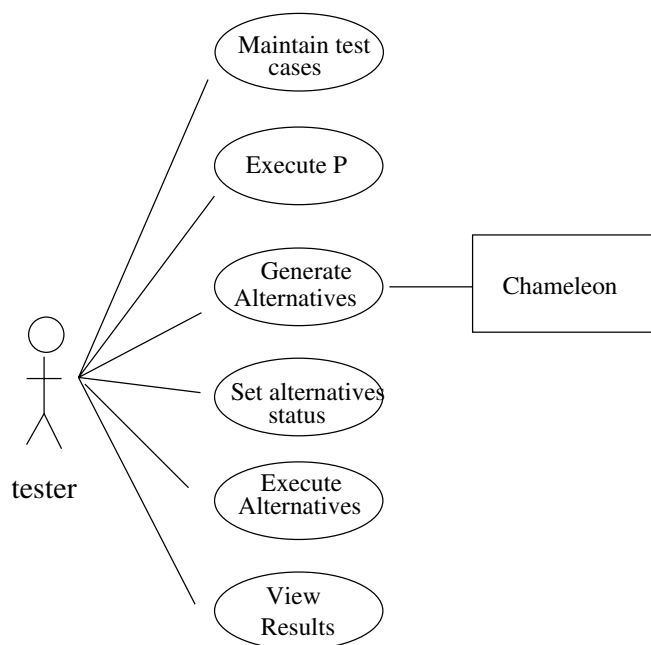 Maintain test
cases
Execute P
Generate
Alternatives
Chameleon
Set alternatives
status
tester
Execute
Alternatives
View
Results